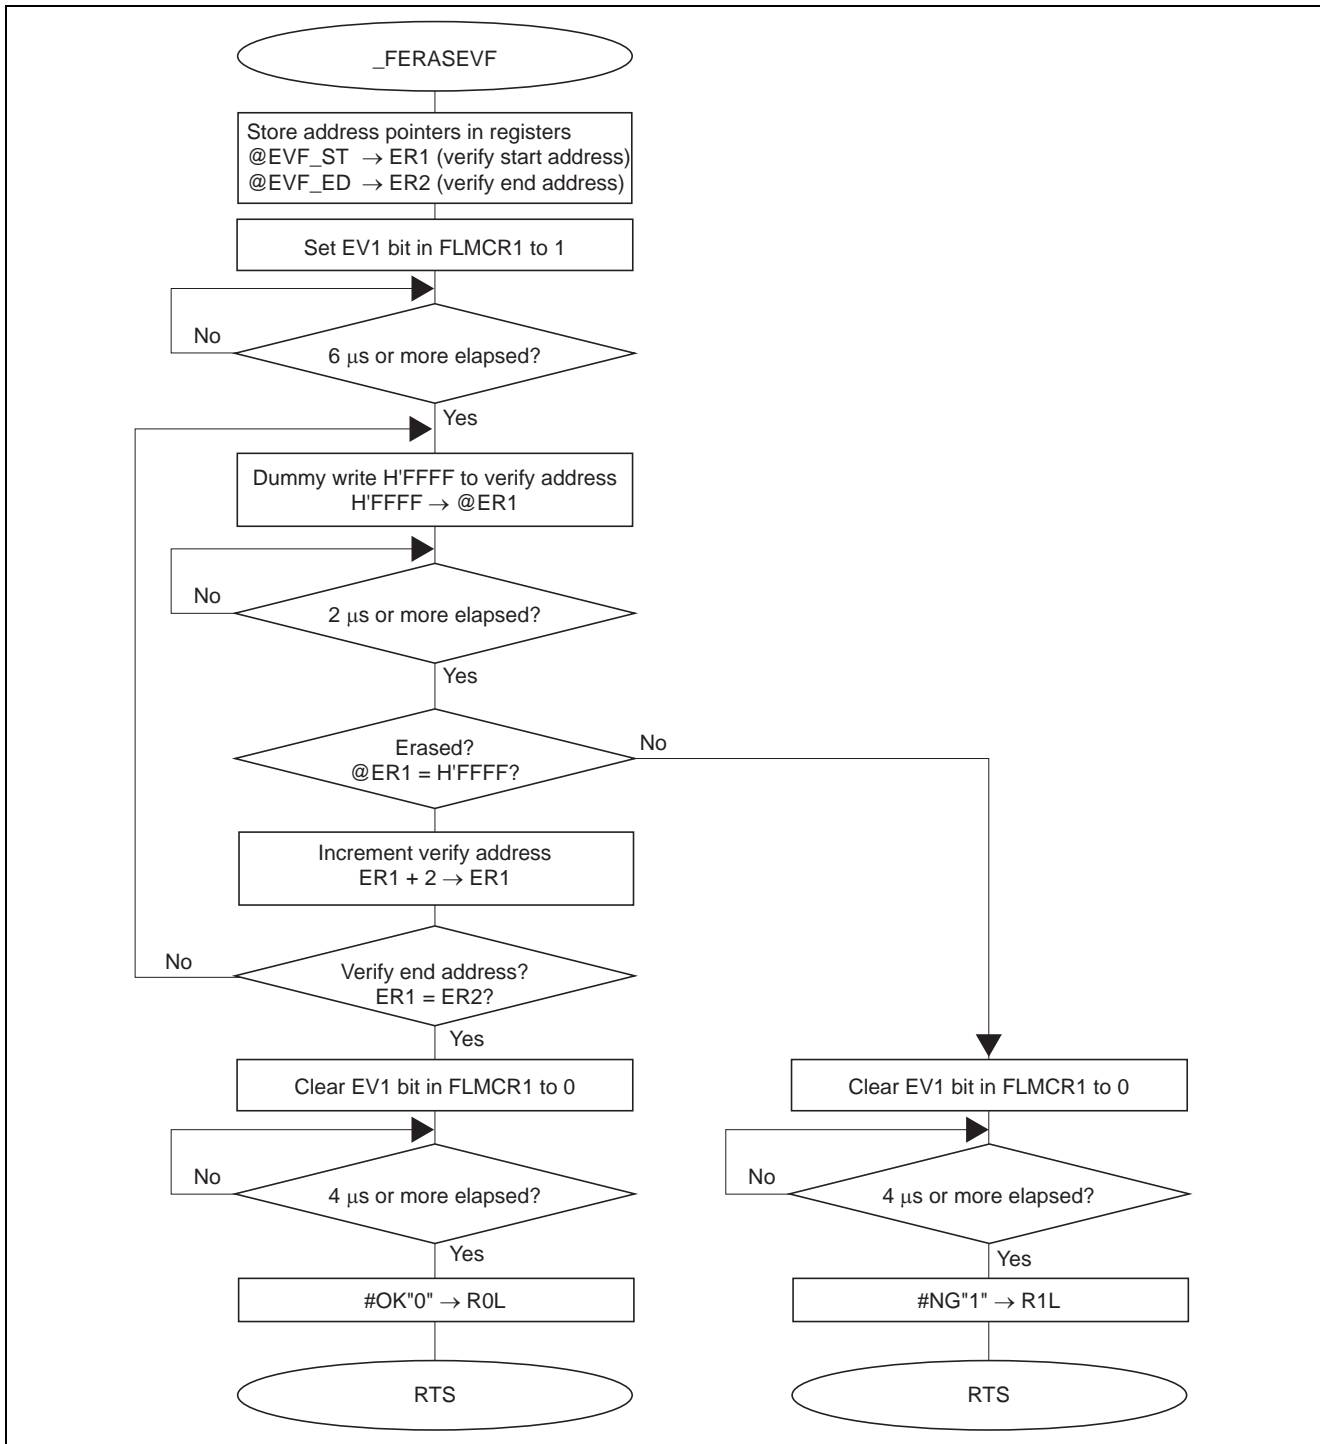 _FERASEVF
Store address pointers in registers
@EVF_ST → ER1 (verify start address)
@EVF_ED → ER2 (verify end address)
Set EV1 bit in FLMCR1 to 1
No
6 µs or more elapsed?
Yes
Dummy write H'FFFF to verify address
H'FFFF → @ER1
No
2 µs or more elapsed?
Yes
Erased?
@ER1 = H'FFFF?
No
Increment verify address
ER1 + 2 → ER1
No
Verify end address?
ER1 = ER2?
Yes
Clear EV1 bit in FLMCR1 to 0
No
4 µs or more elapsed?
Yes
#OK"0" → R0L
RTS
Clear EV1 bit in FLMCR1 to 0
No
4 µs or more elapsed?
Yes
#NG"1" → R1L
RTS